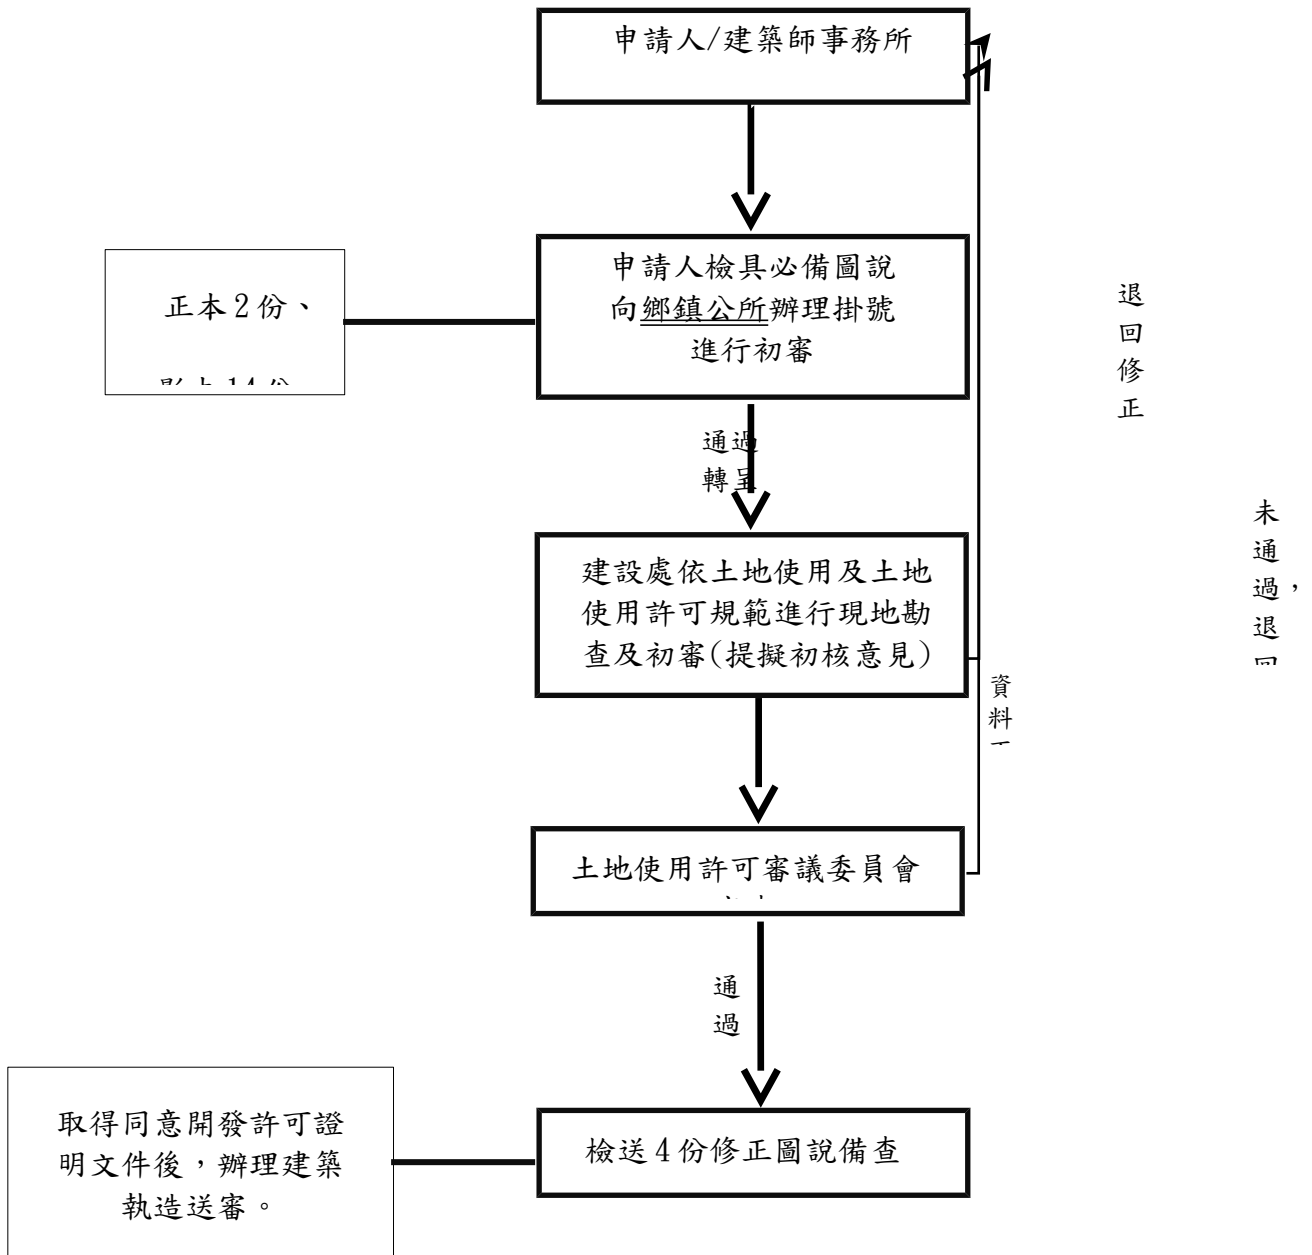 申請人/建築師事務所
申請人檢具必備圖說
向鄉鎮公所辦理掛號
進行初審
正本2份、
通過
轉呈
建設處依土地使用及土地
使用許可規範進行現地勘
查及初審(提擬初核意見)
資
料
土地使用許可審議委員會
通
過
檢送4份修正圖說備查
取得同意開發許可證
明文件後，辦理建築
執造送審。
退
回
修
正
未
通
過，
退